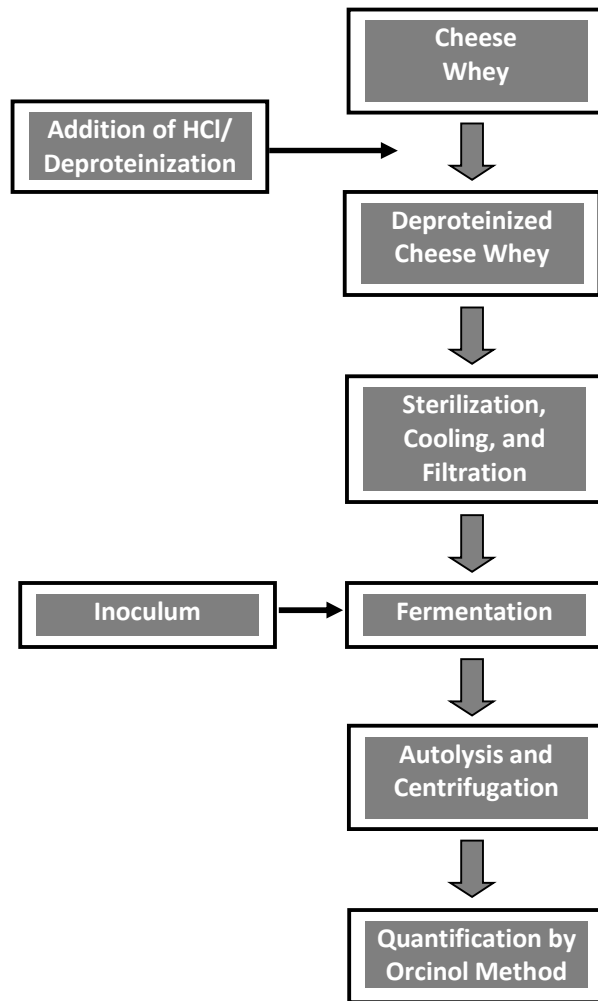 Cheese
Whey
Addition of HCl/
Deproteinization
Deproteinized
Cheese Whey
Sterilization,
Cooling, and
Filtration
Inoculum
Fermentation
Autolysis and
Centrifugation
Quantification by
Orcinol Method